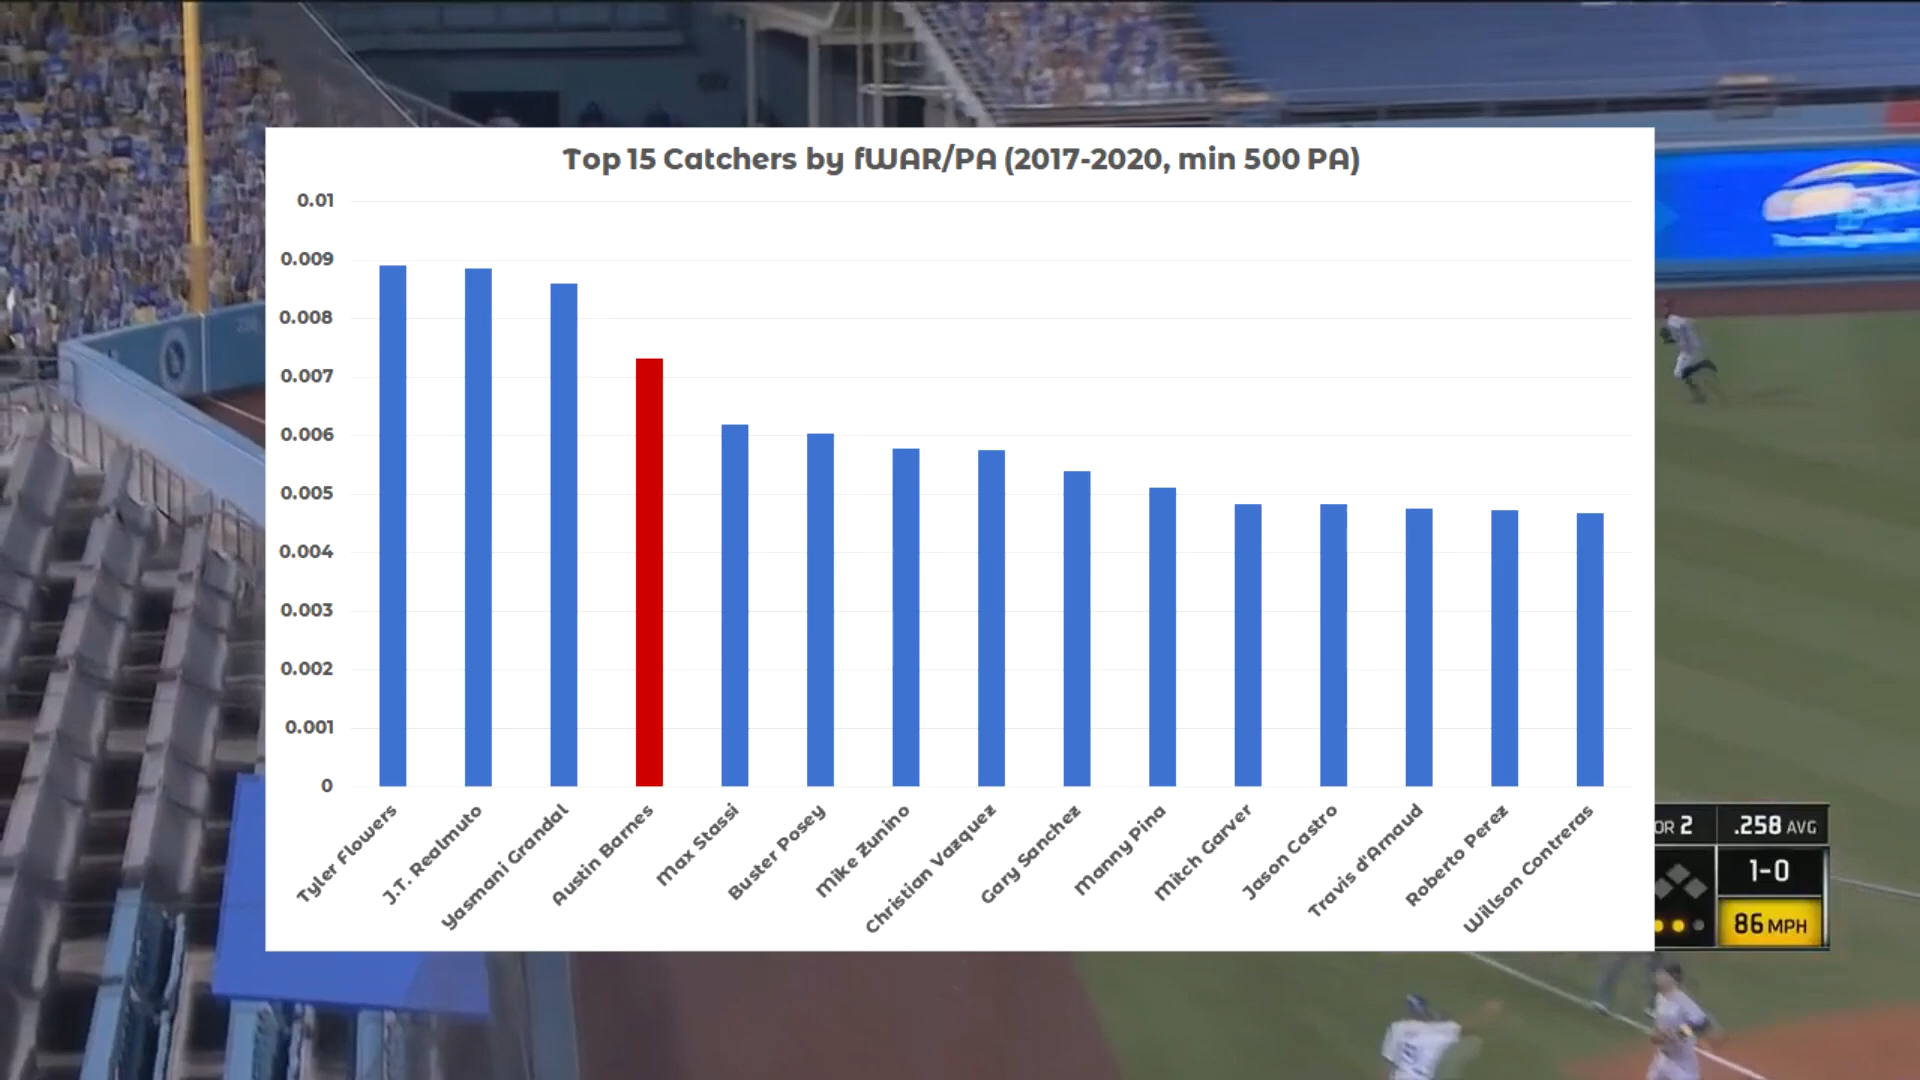 Top 15 Catchers by fWAR/PA (2017-2020, min 500 PA)
0.01
0.009
0.008
0.007
0.006
0.005
0.004
0.003
0.002
0.001
0
Tyler Flowers
J.T. Realmuto
Yasmani Grandal
Austin Barnes
Max Stassi
Buster Posey
Mike Zunino
Christian Vazquez
Gary Sanchez
Manny Pina
Mitch Garver
Jason Castro
Travis d'Arnaud
Roberto Perez
Willson Contreras
OR 2 .258 AVG
1-0
86 MPH